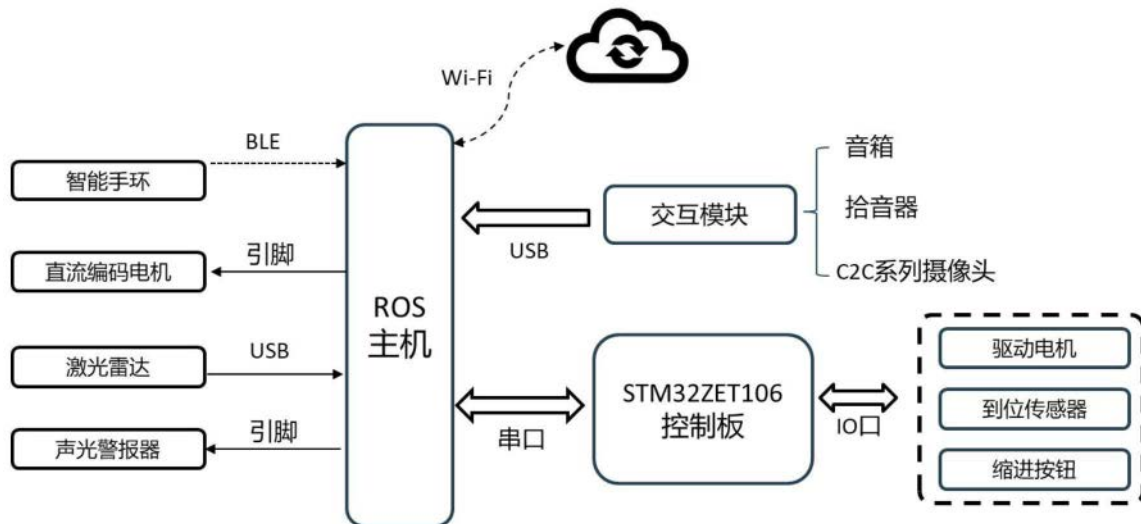 Wi-Fi
BLE
智能手环
引脚
直流编码电机
USB
激光雷达
引脚
声光警报器
ROS
主机
USB
交互模块
音箱
拾音器
C2C系列摄像头
串口
STM32ZET106
控制板
IO口
驱动电机
到位传感器
缩进按钮